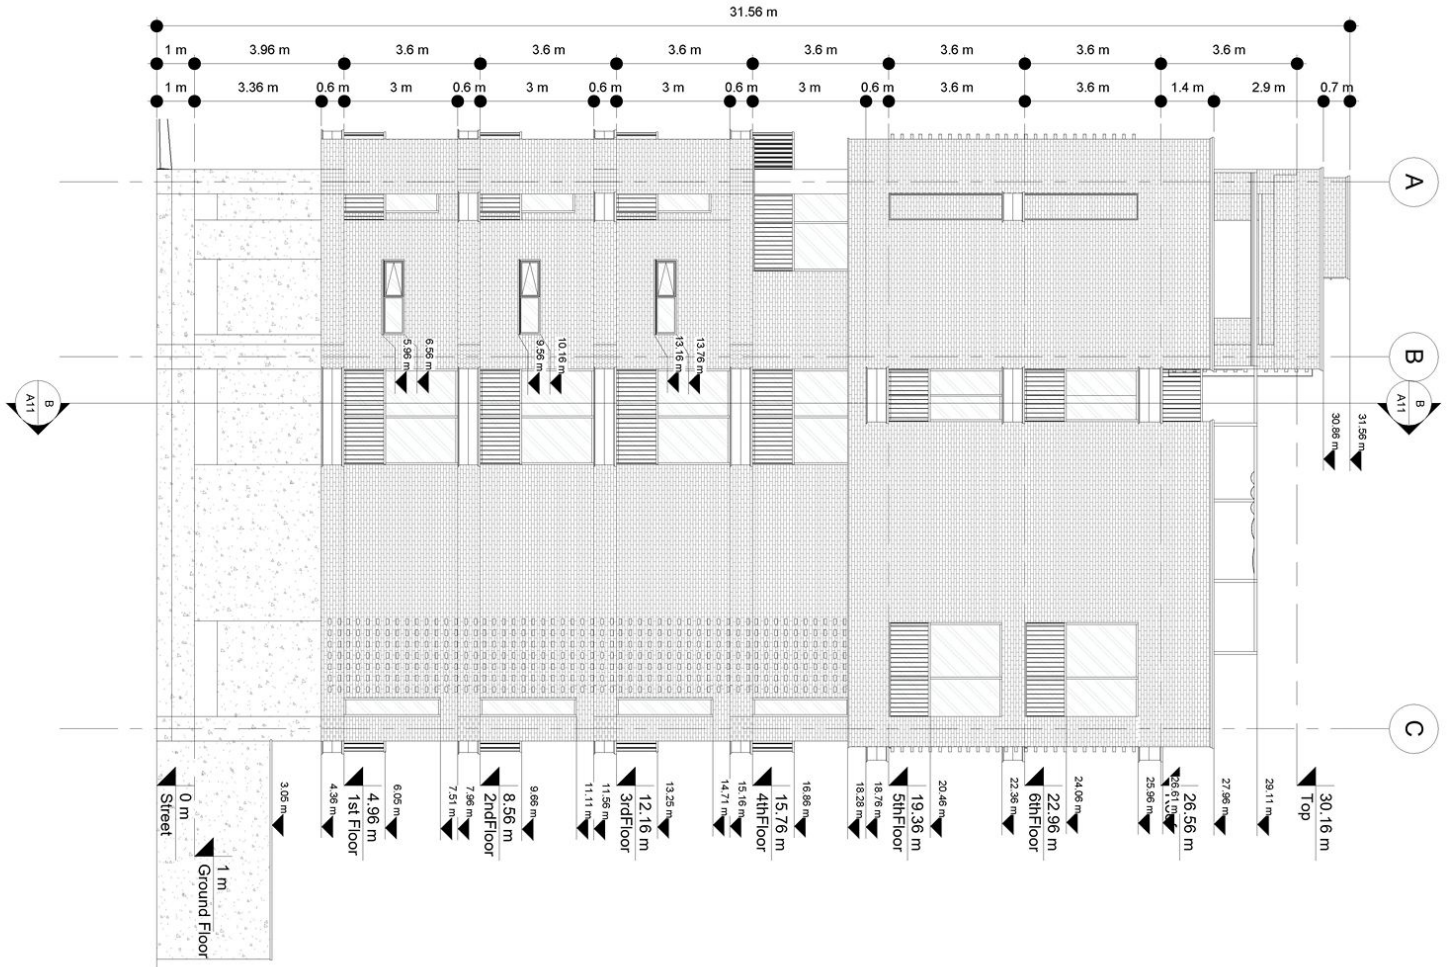 31.56 m
1 m
3.96 m
3.6 m
3.6 m
3.6 m
3.6 m
3.6 m
3.6 m
3.6 m
1 m
3.36 m
0.6 m
3 m
0.6 m
3 m
0.6 m
3 m
0.6 m
3 m
0.6 m
3.6 m
3.6 m
1.4 m
2.9 m
0.7 m
A
B
C
5.96 m
6.56 m
9.56 m
10.16 m
13.16 m
13.76 m
B
A11
B
A11
30.86 m
31.56 m
0 m
Street
1 m
Ground Floor
3.05 m
4.36 m
4.96 m
1st Floor
6.05 m
7.51 m
7.96 m
8.56 m
2ndFloor
9.66 m
11.11 m
11.56 m
12.16 m
3rdFloor
13.25 m
14.71 m
15.16 m
15.76 m
4thFloor
16.86 m
18.28 m
18.76 m
19.36 m
5thFloor
20.46 m
22.36 m
22.96 m
6thFloor
24.06 m
25.96 m
26.61 m
26.56 m
27.96 m
29.11 m
30.16 m
Top